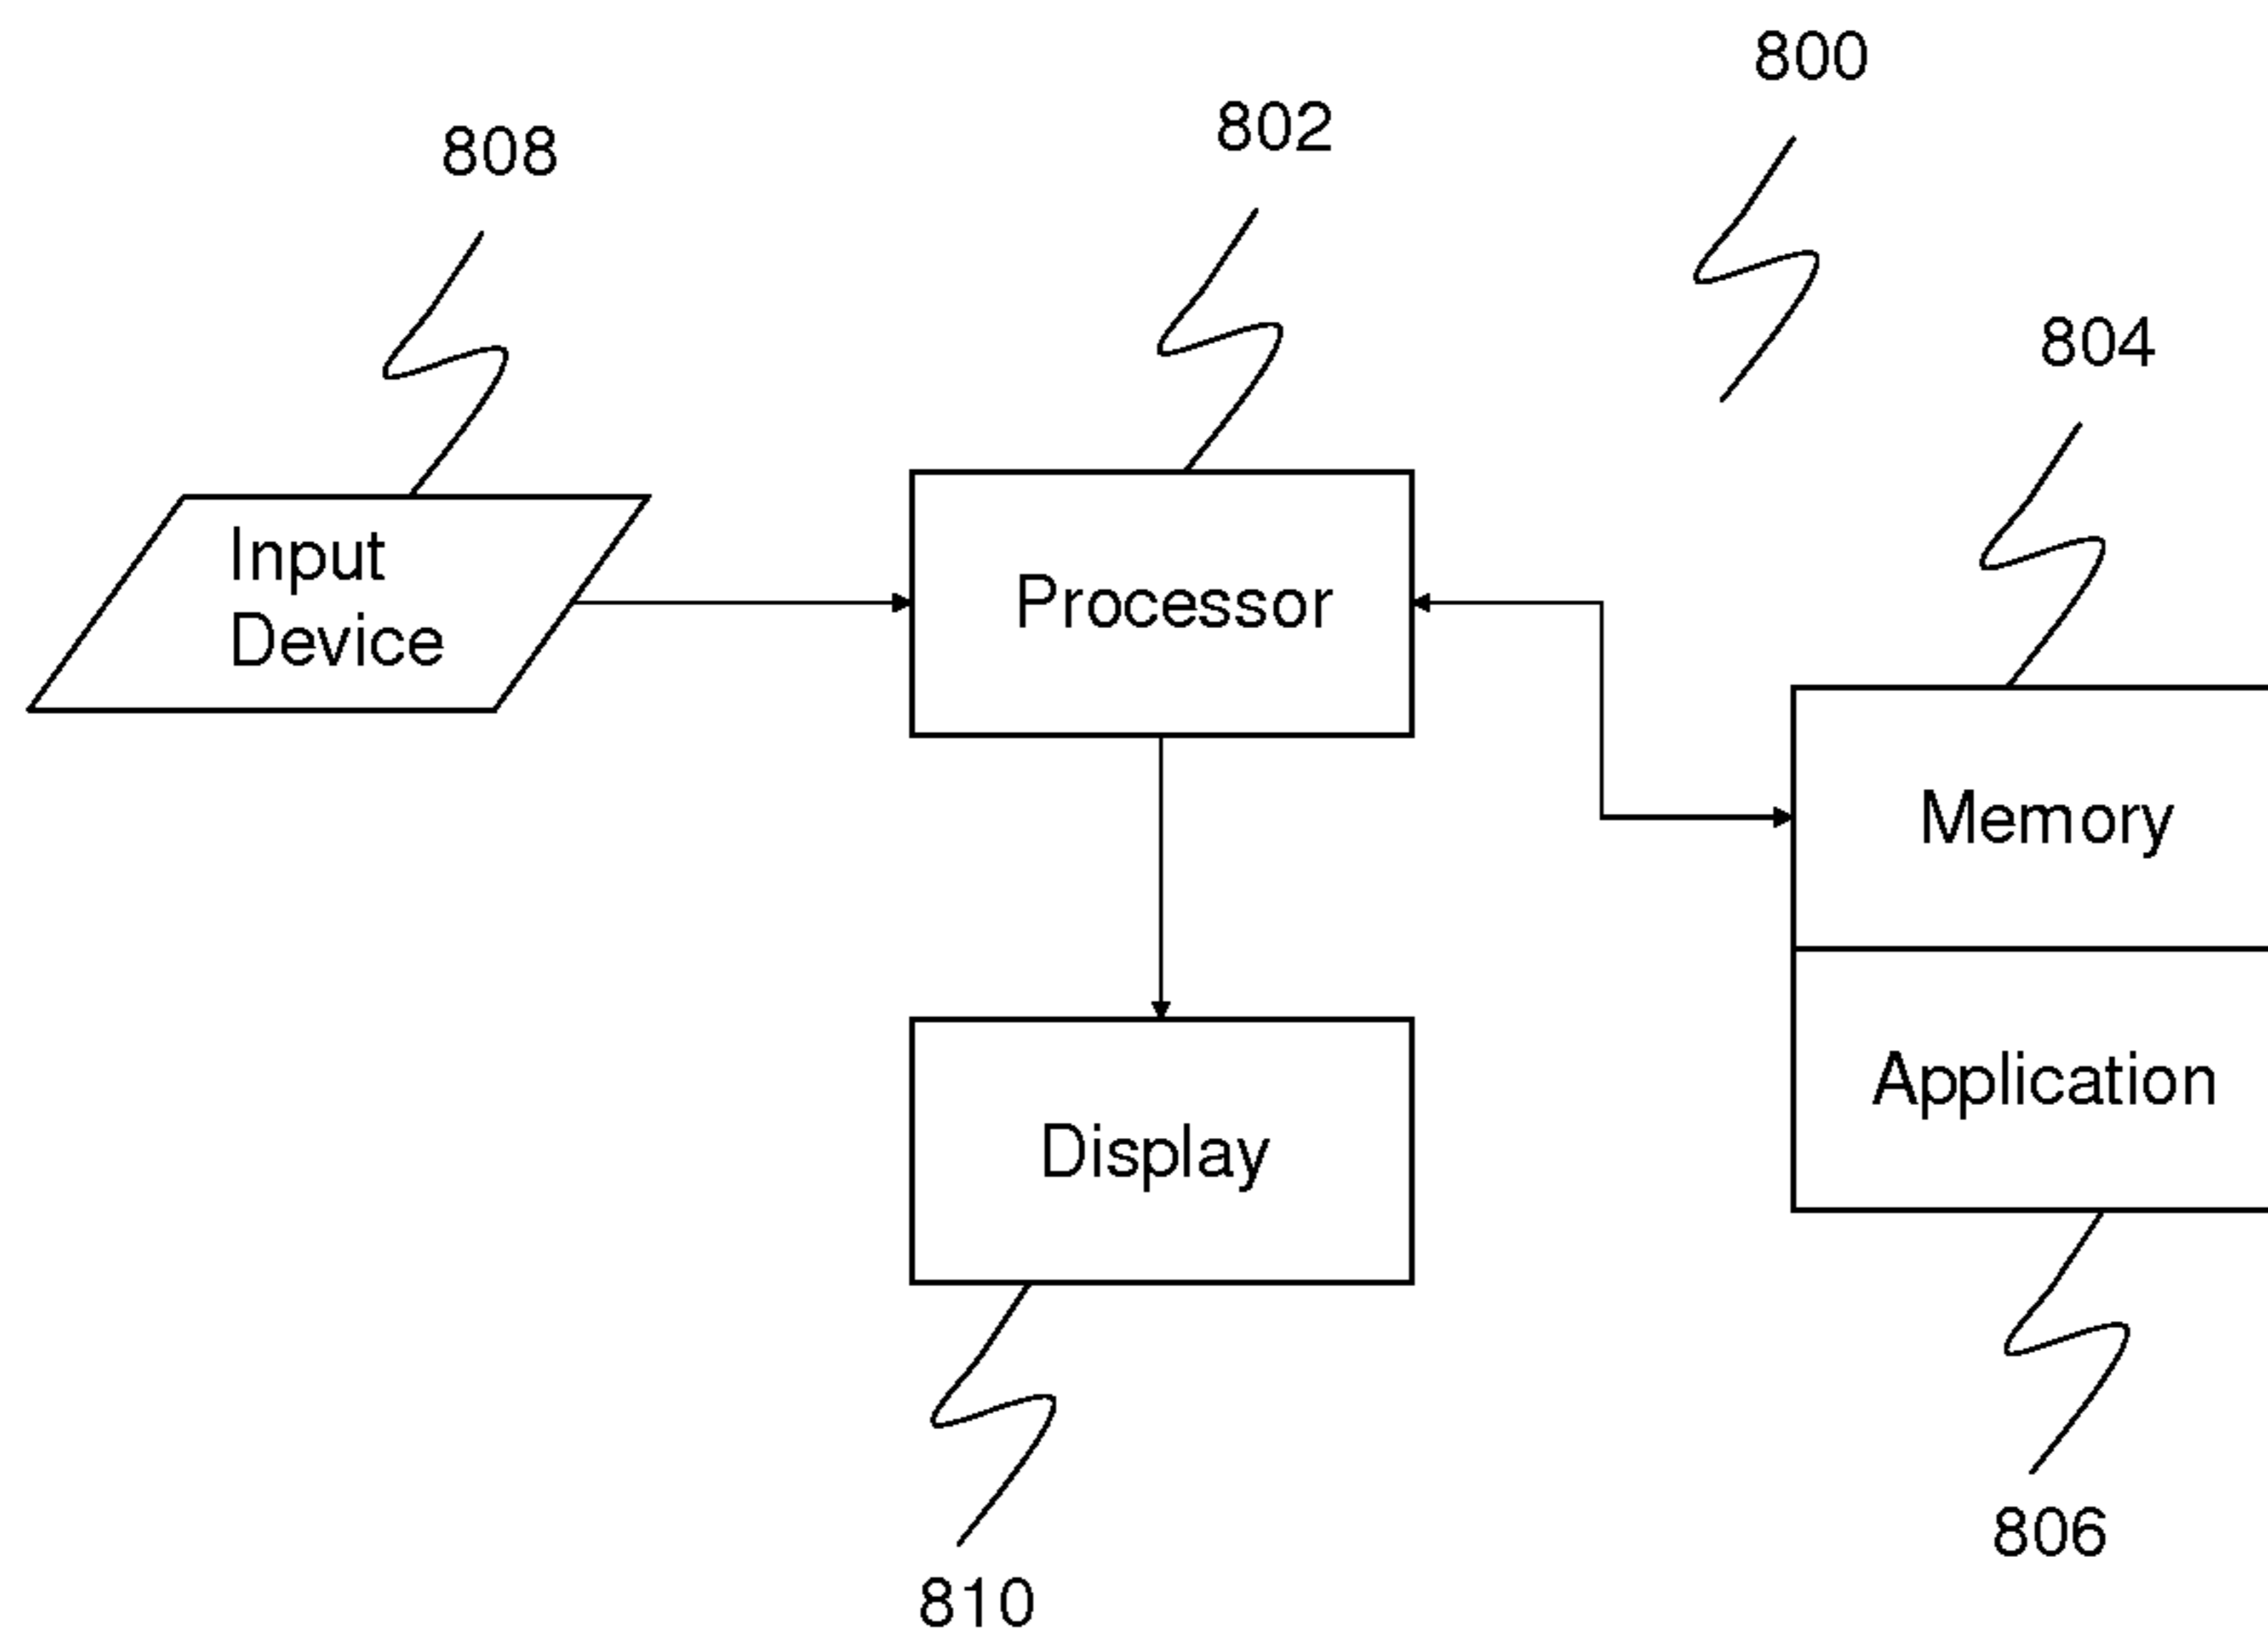 800
802
808
804
Input
Device
Processor
Memory
Application
Display
806
810